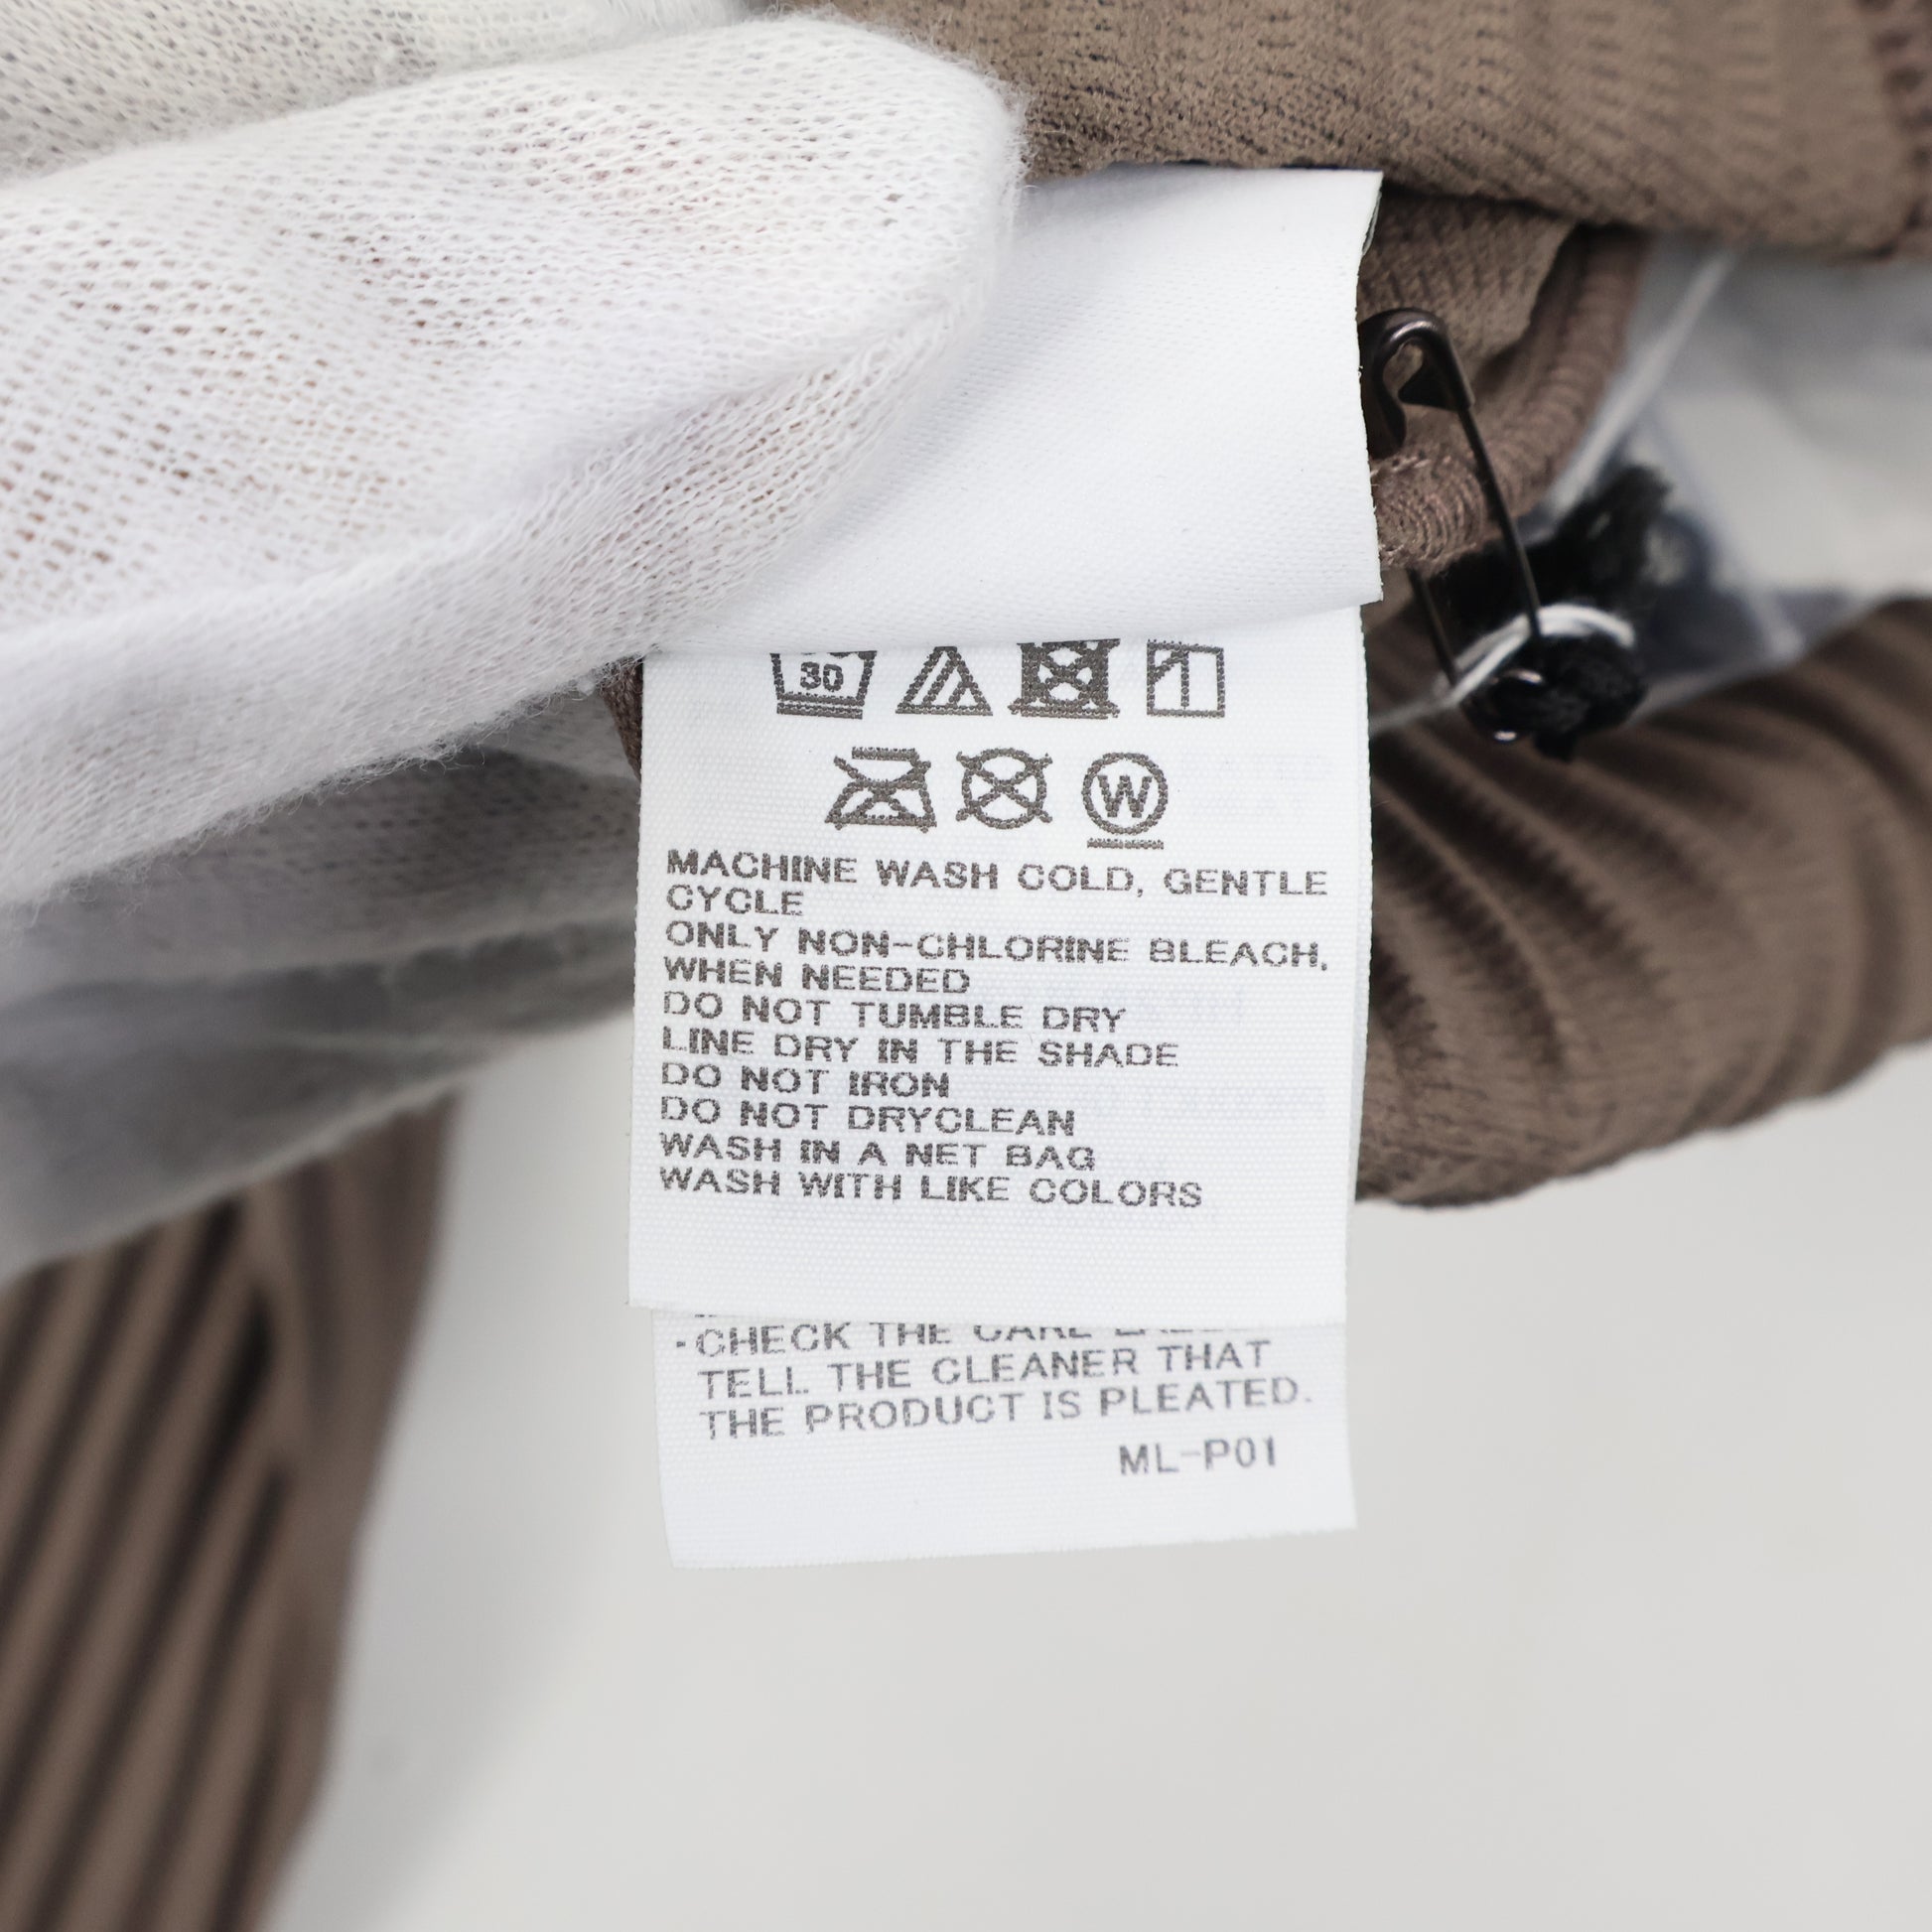 30
W
MACHINE WASH COLD, GENTLE
CYCLE
ONLY NON-CHLORINE BLEACH,
WHEN NEEDED
DO NOT TUMBLE DRY
LINE DRY IN THE SHADE
DO NOT IRON
DO NOT DRYCLEAN
WASH IN A NET BAG
WASH WITH LIKE COLORS
-CHECK THE CARE
TELL THE CLEANER THAT
THE PRODUCT IS PLEATED.
ML-P01